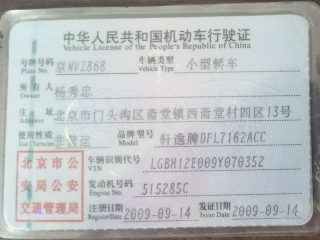 中华人民共和国机动车行驶证
Vehicle License of the People's Republic of China
号牌号码 京NVZ868 车辆类型 小型轿车
Plate No. Vehicle Type
所有人 杨秀忠
Owner
住址 北京市门头沟区斋堂镇西斋堂村四区13号
Address
使用性质 非营运 品牌型号 轩逸牌DFL7162ACC
Use Character Model
北京市公安局公安交通管理局
车辆识别代号 LGBH12E009Y070352
VIN
发动机号码 515285C
Engine No.
注册日期 2009-09-14 发证日期 2009-09-14
Register Date Issue Date